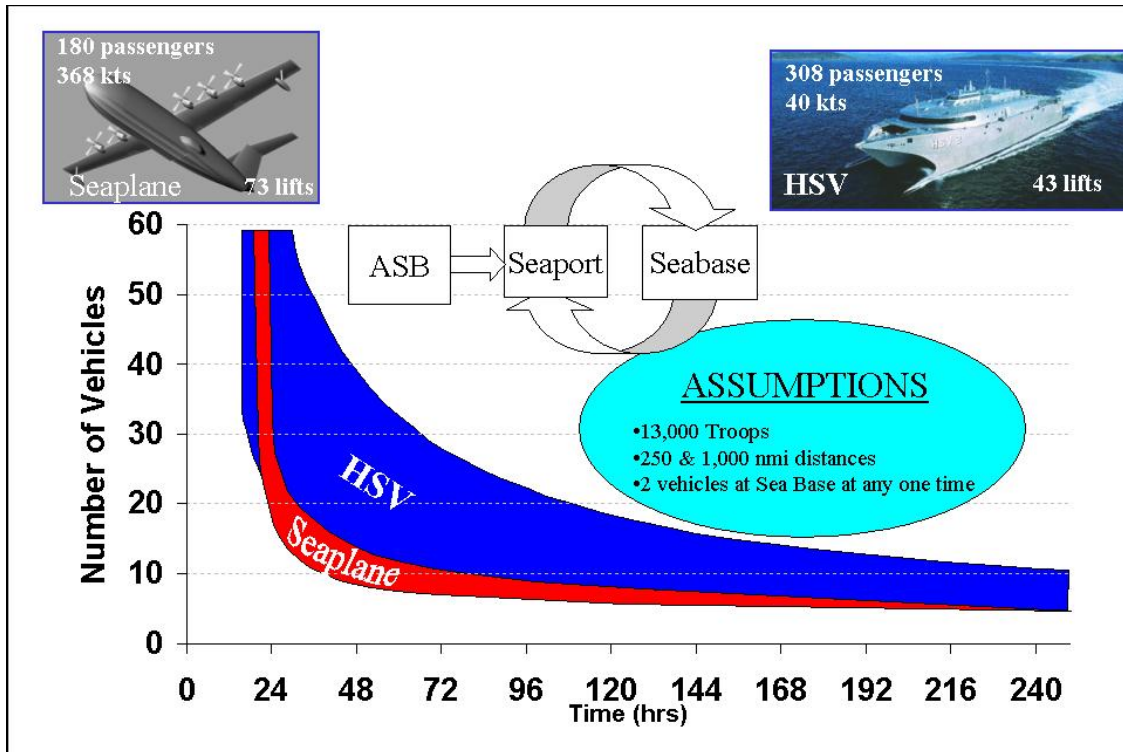 180 passengers
368 kts
Seaplane
73 lifts
308 passengers
40 kts
HSV
43 lifts
ASB
Seaport
Seabase
ASSUMPTIONS
•13,000 Troops
•250 & 1,000 nmi distances
•2 vehicles at Sea Base at any one time
HSV
Seaplane
Number of Vehicles
60
50
40
30
20
10
0
0 24 48 72 96 120 144 168 192 216 240
Time (hrs)